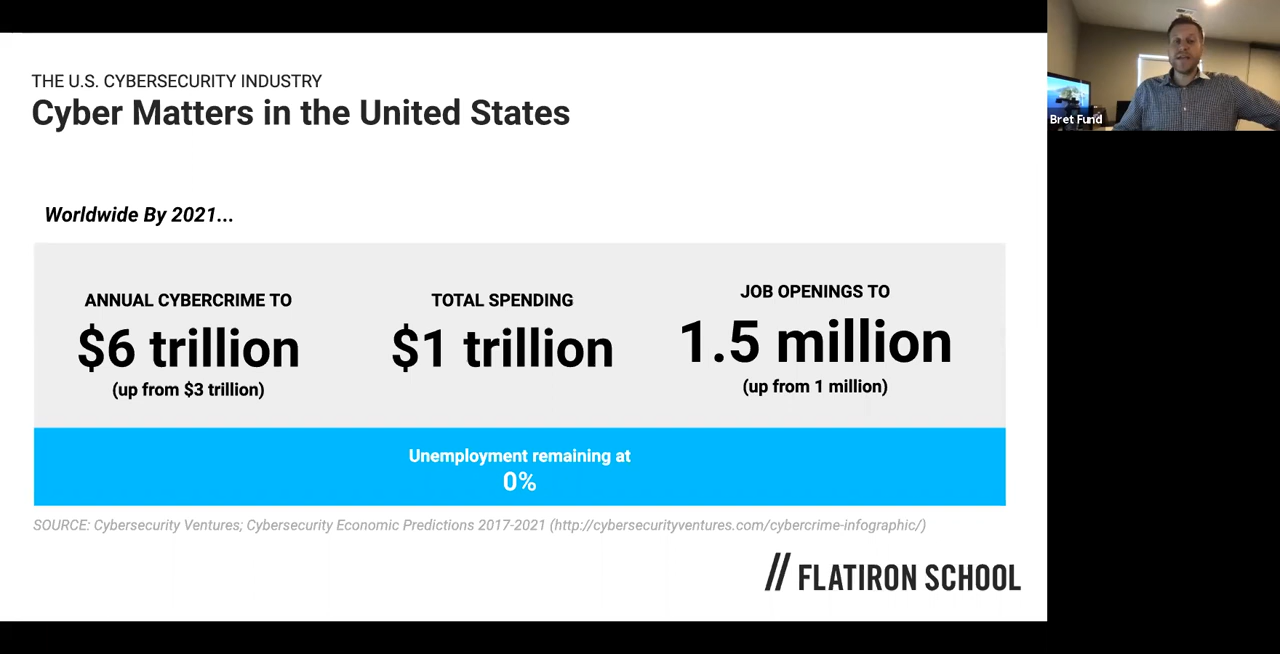 THE U.S. CYBERSECURITY INDUSTRY
Cyber Matters in the United States
Bret Fund
Worldwide By 2021...
ANNUAL CYBERCRIME TO
$6 trillion
(up from $3 trillion)
TOTAL SPENDING
$1 trillion
JOB OPENINGS TO
1.5 million
(up from 1 million)
Unemployment remaining at
0%
SOURCE: Cybersecurity Ventures; Cybersecurity Economic Predictions 2017-2021 (http://cybersecurityventures.com/cybercrime-infographic/)
// FLATIRON SCHOOL